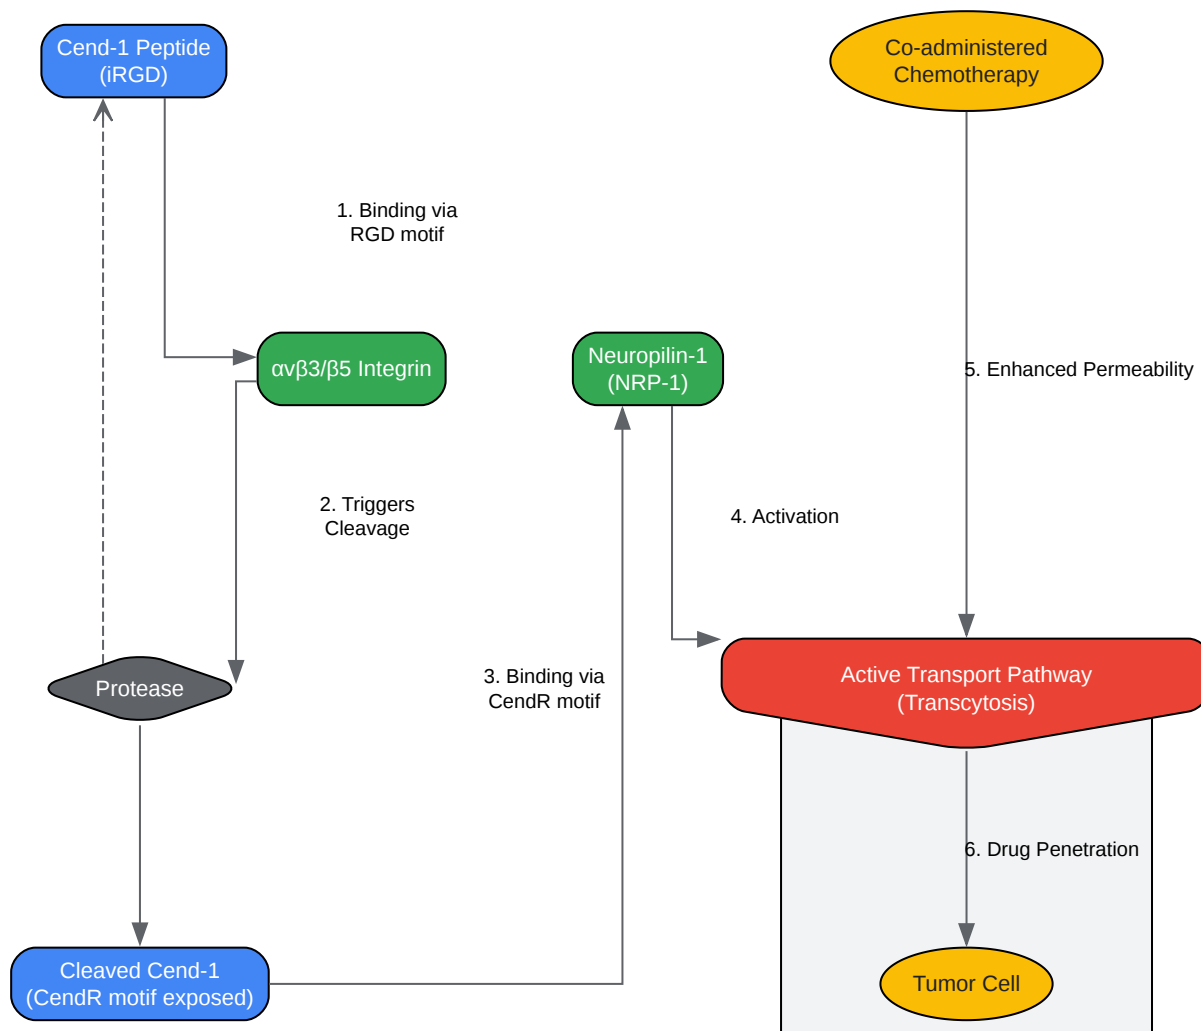 Cend-1 Peptide
(iRGD)
Co-administered
Chemotherapy
1. Binding via
RGD motif
αvβ3/β5 Integrin
Neuropilin-1
(NRP-1)
5. Enhanced Permeability
2. Triggers
Cleavage
4. Activation
Protease
3. Binding via
CendR motif
Active Transport Pathway
(Transcytosis)
6. Drug Penetration
Cleaved Cend-1
(CendR motif exposed)
Tumor Cell